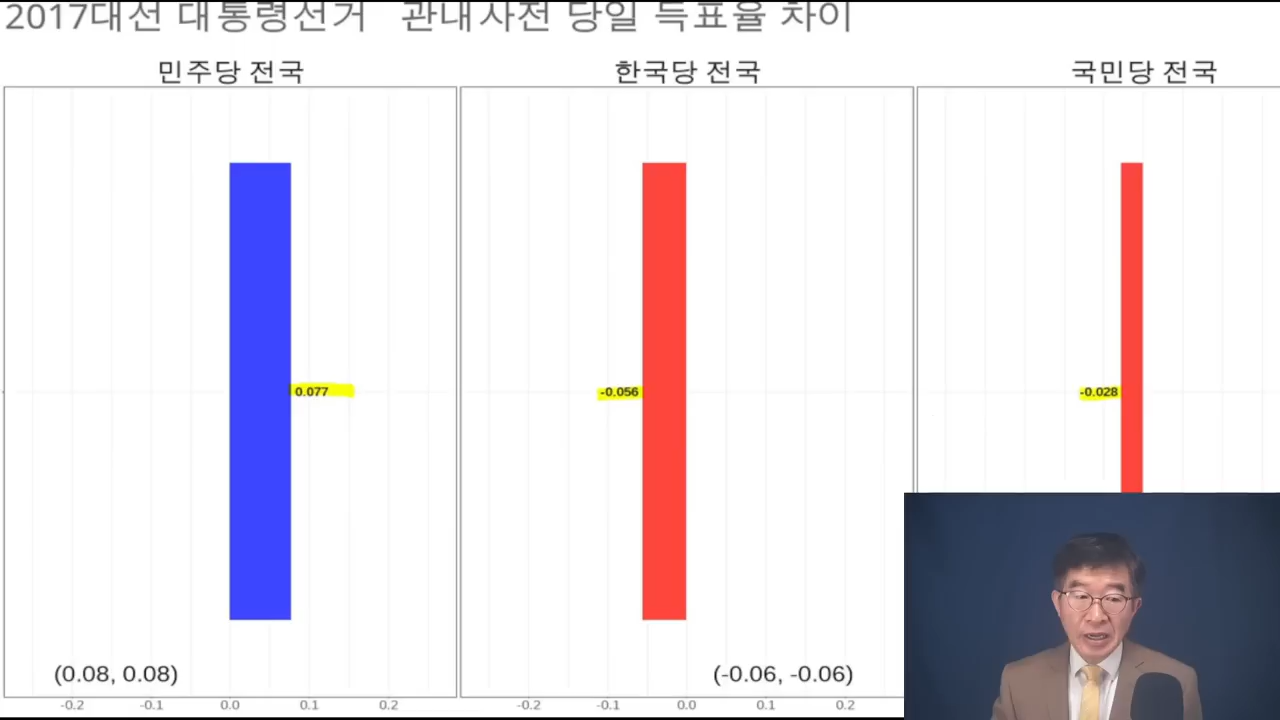 2017대선 대통령선거 관내사전 당일 득표율 차이
민주당 전국 한국당 전국 국민당 전국
0.077 -0.056 -0.028
(0.08, 0.08) (-0.06, -0.06)
-0.2 -0.1 0.0 0.1 0.2 -0.2 -0.1 0.0 0.1 0.2